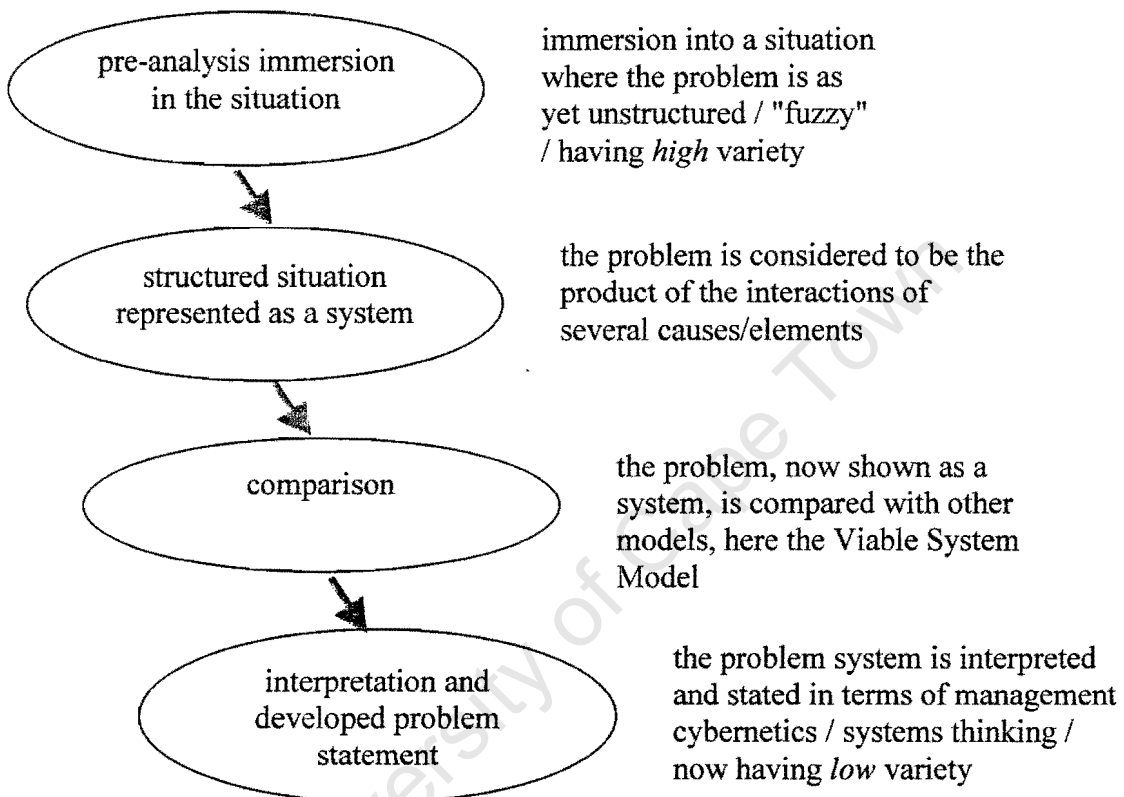 pre-analysis immersion
in the situation
immersion into a situation
where the problem is as
yet unstructured / "fuzzy"
/ having high variety
structured situation
represented as a system
the problem is considered to be the
product of the interactions of
several causes/elements
comparison
the problem, now shown as a
system, is compared with other
models, here the Viable System
Model
interpretation and
developed problem
statement
the problem system is interpreted
and stated in terms of management
cybernetics / systems thinking /
now having low variety
ersity of Cape Town